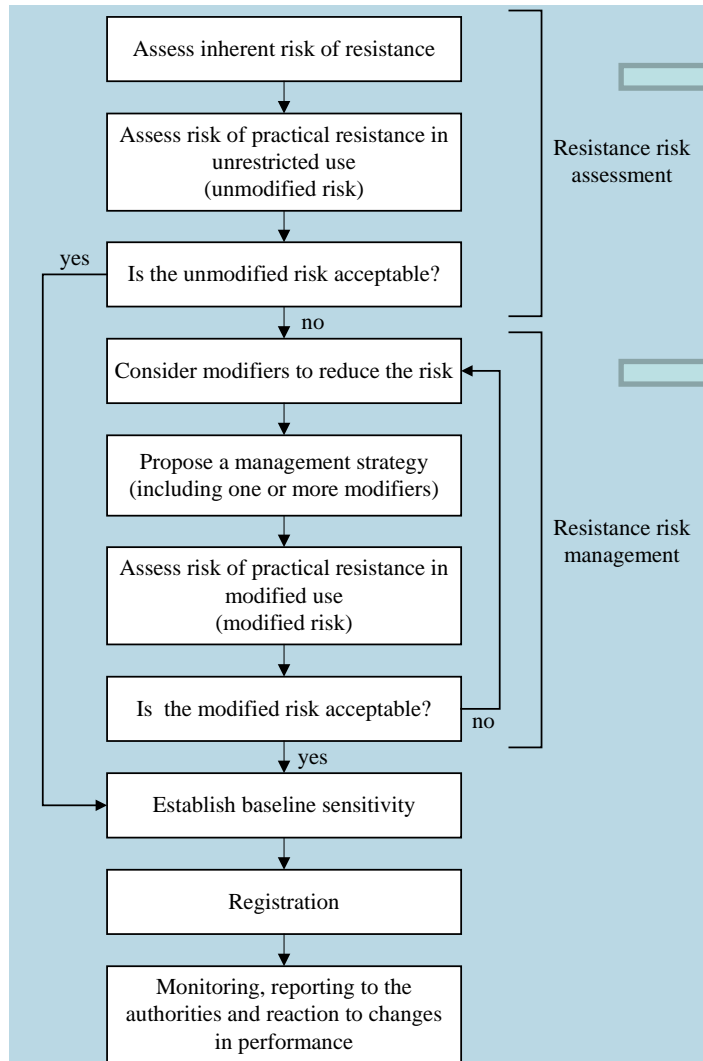 Assess inherent risk of resistance
Assess risk of practical resistance in
unrestricted use
(unmodified risk)
Resistance risk
assessment
yes
Is the unmodified risk acceptable?
no
Consider modifiers to reduce the risk
Propose a management strategy
(including one or more modifiers)
Resistance risk
management
Assess risk of practical resistance in
modified use
(modified risk)
Is the modified risk acceptable?
no
yes
Establish baseline sensitivity
Registration
Monitoring, reporting to the
authorities and reaction to changes
in performance